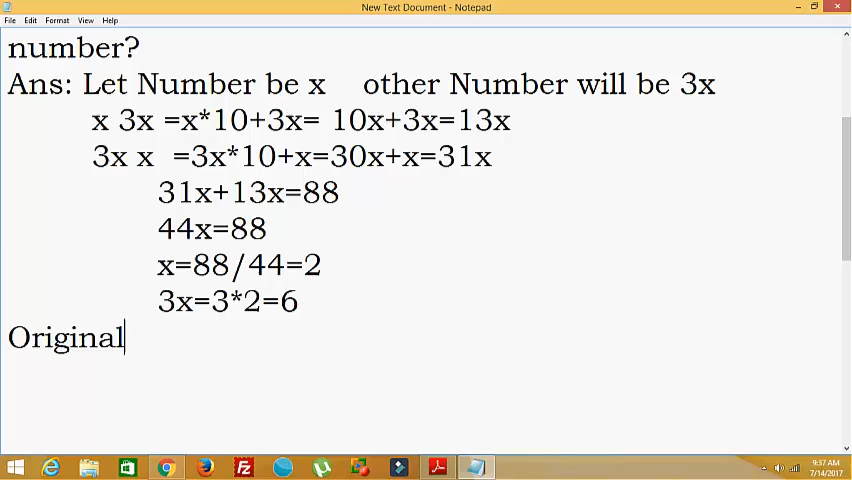 New Text Document - Notepad
File Edit Format View Help
number?
Ans: Let Number be x other Number will be 3x
x 3x =x*10+3x= 10x+3x=13x
3x x =3x*10+x=30x+x=31x
31x+13x=88
44x=88
x=88/44=2
3x=3*2=6
Original
9:37 AM
7/14/2017